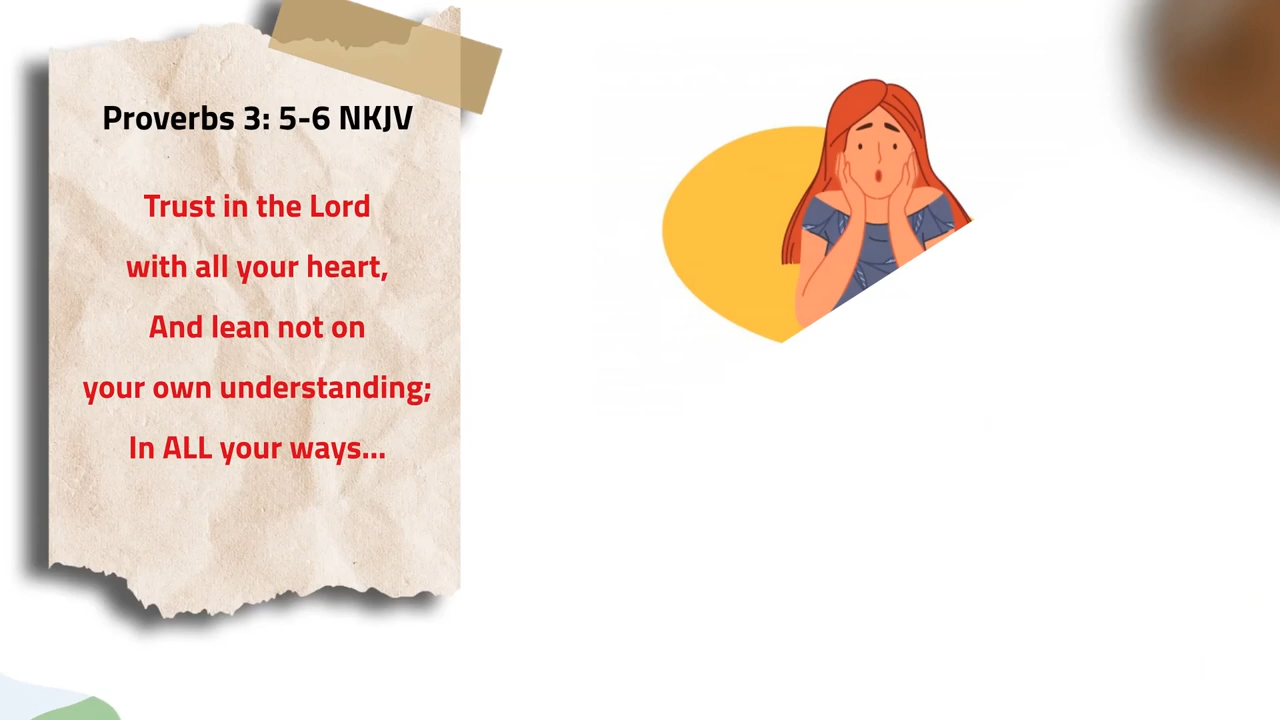 Proverbs 3: 5-6 NKJV
Trust in the Lord
with all your heart,
And lean not on
your own understanding;
In ALL your ways...